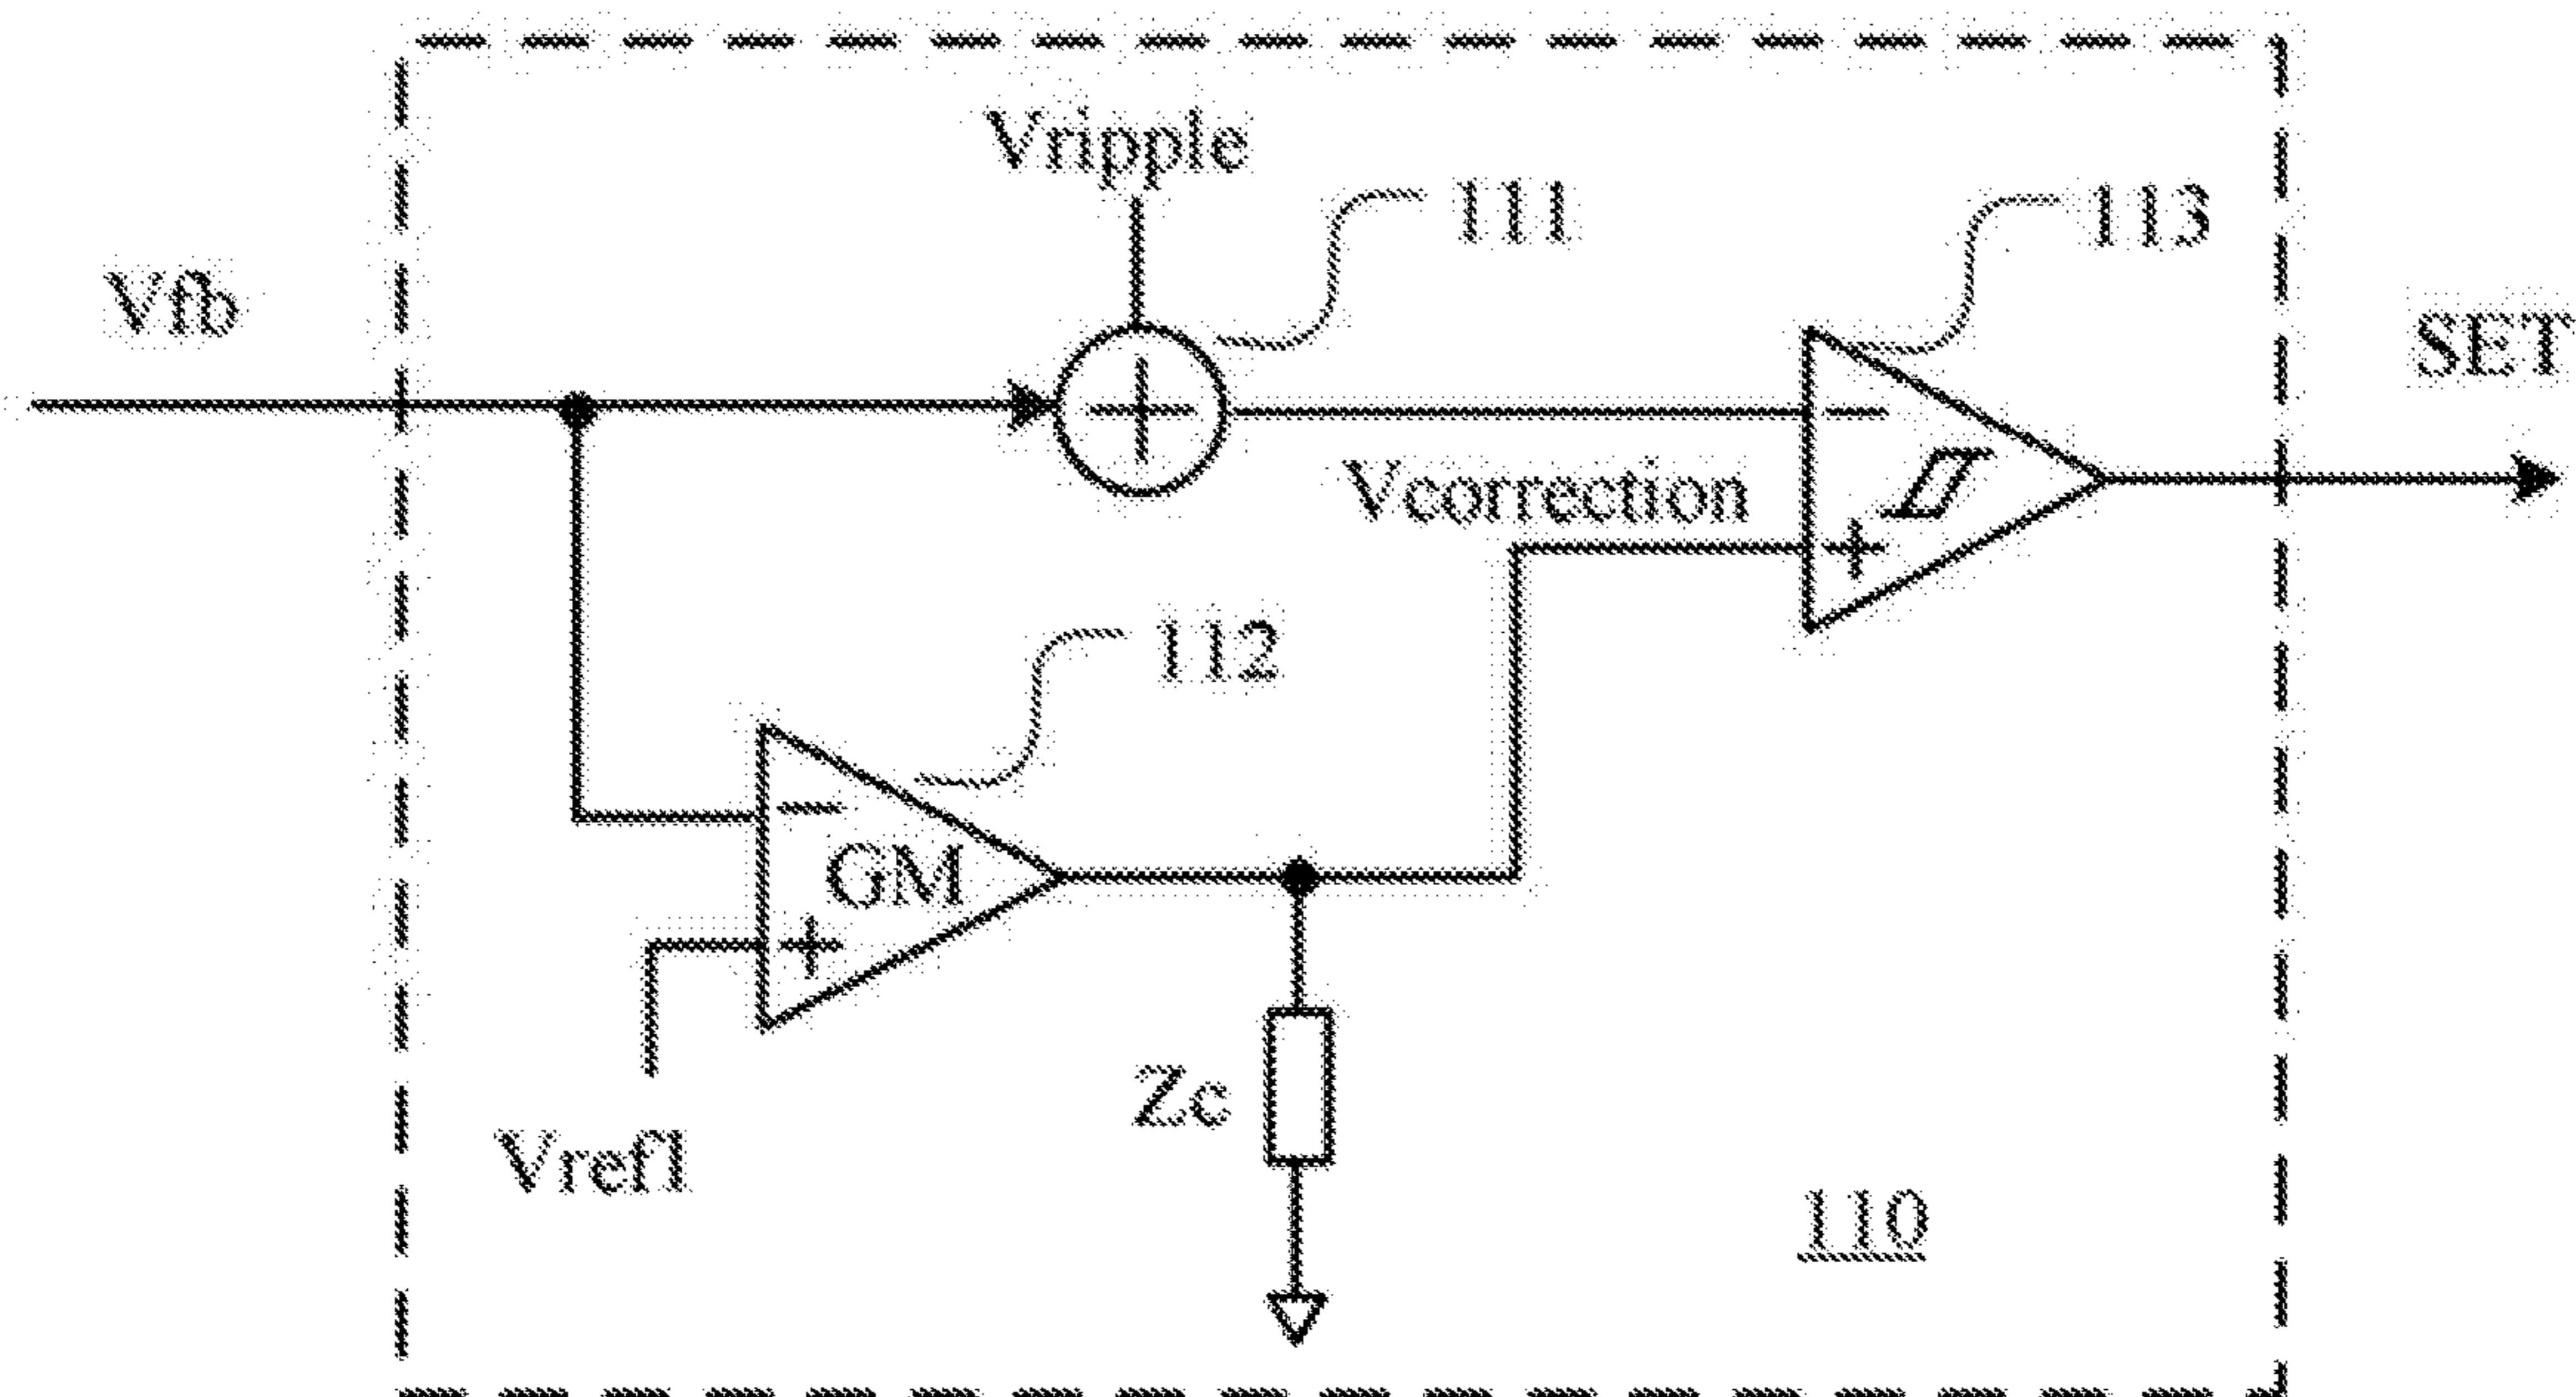 Vripple
111
113
Vfb
SET
−
Vcorrection
+
112
−
GM
+
Zc
Vref1
110